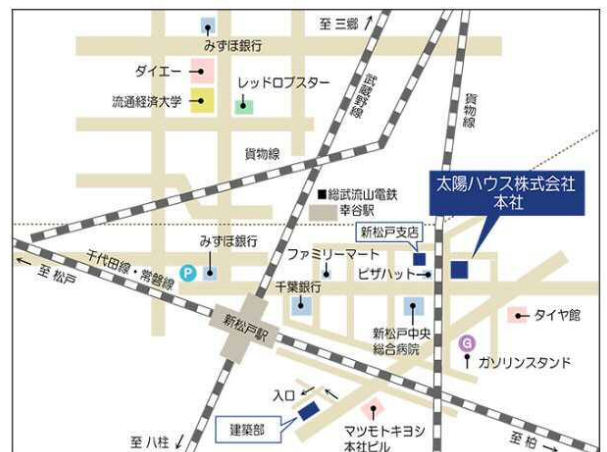 至 三郷
みずほ銀行
ダイエー
武蔵野線
レッドロブスター
流通経済大学
貨物線
貨物線
太陽ハウス株式会社
本社
■総武流山電鉄
幸谷駅
新松戸支店
みずほ銀行
ファミリーマート
千代田線・常磐線
P
ピザハット
至 松戸
千葉銀行
新松戸駅
新松戸中央
総合病院
タイヤ館
G
ガソリンスタンド
入口
建築部
マツモトキヨシ
本社ビル
至 八柱
至 柏